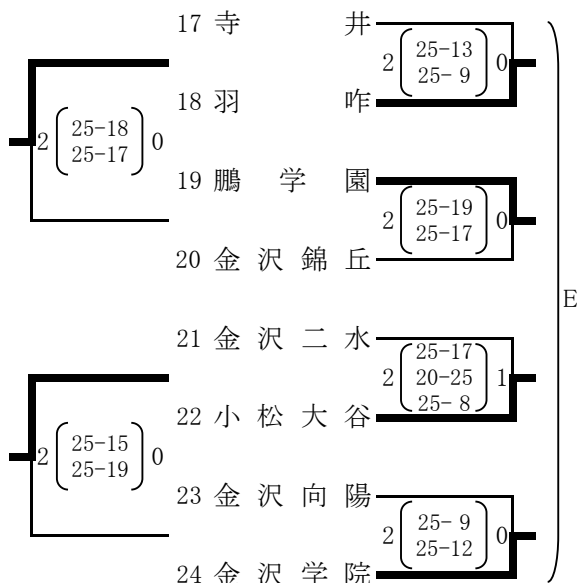 17 寺井
2 25-13 0
25- 9
18 羽咋
2 25-18 0
25-17
19 鵬学園
2 25-19 0
25-17
20 金沢錦丘
E
21 金沢二水
25-17
2 20-25 1
25- 8
22 小松大谷
2 25-15 0
25-19
23 金沢向陽
2 25- 9 0
25-12
24 金沢学院